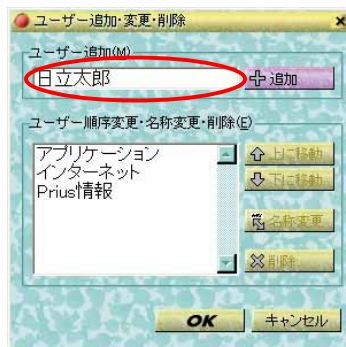 ユーザー追加・変更・削除
ユーザー追加(M)
日立太郎
追加
ユーザー順序変更・名称変更・削除(E)
アプリケーション
インターネット
Prius情報
上に移動
下に移動
名称変更
削除
OK
キャンセル